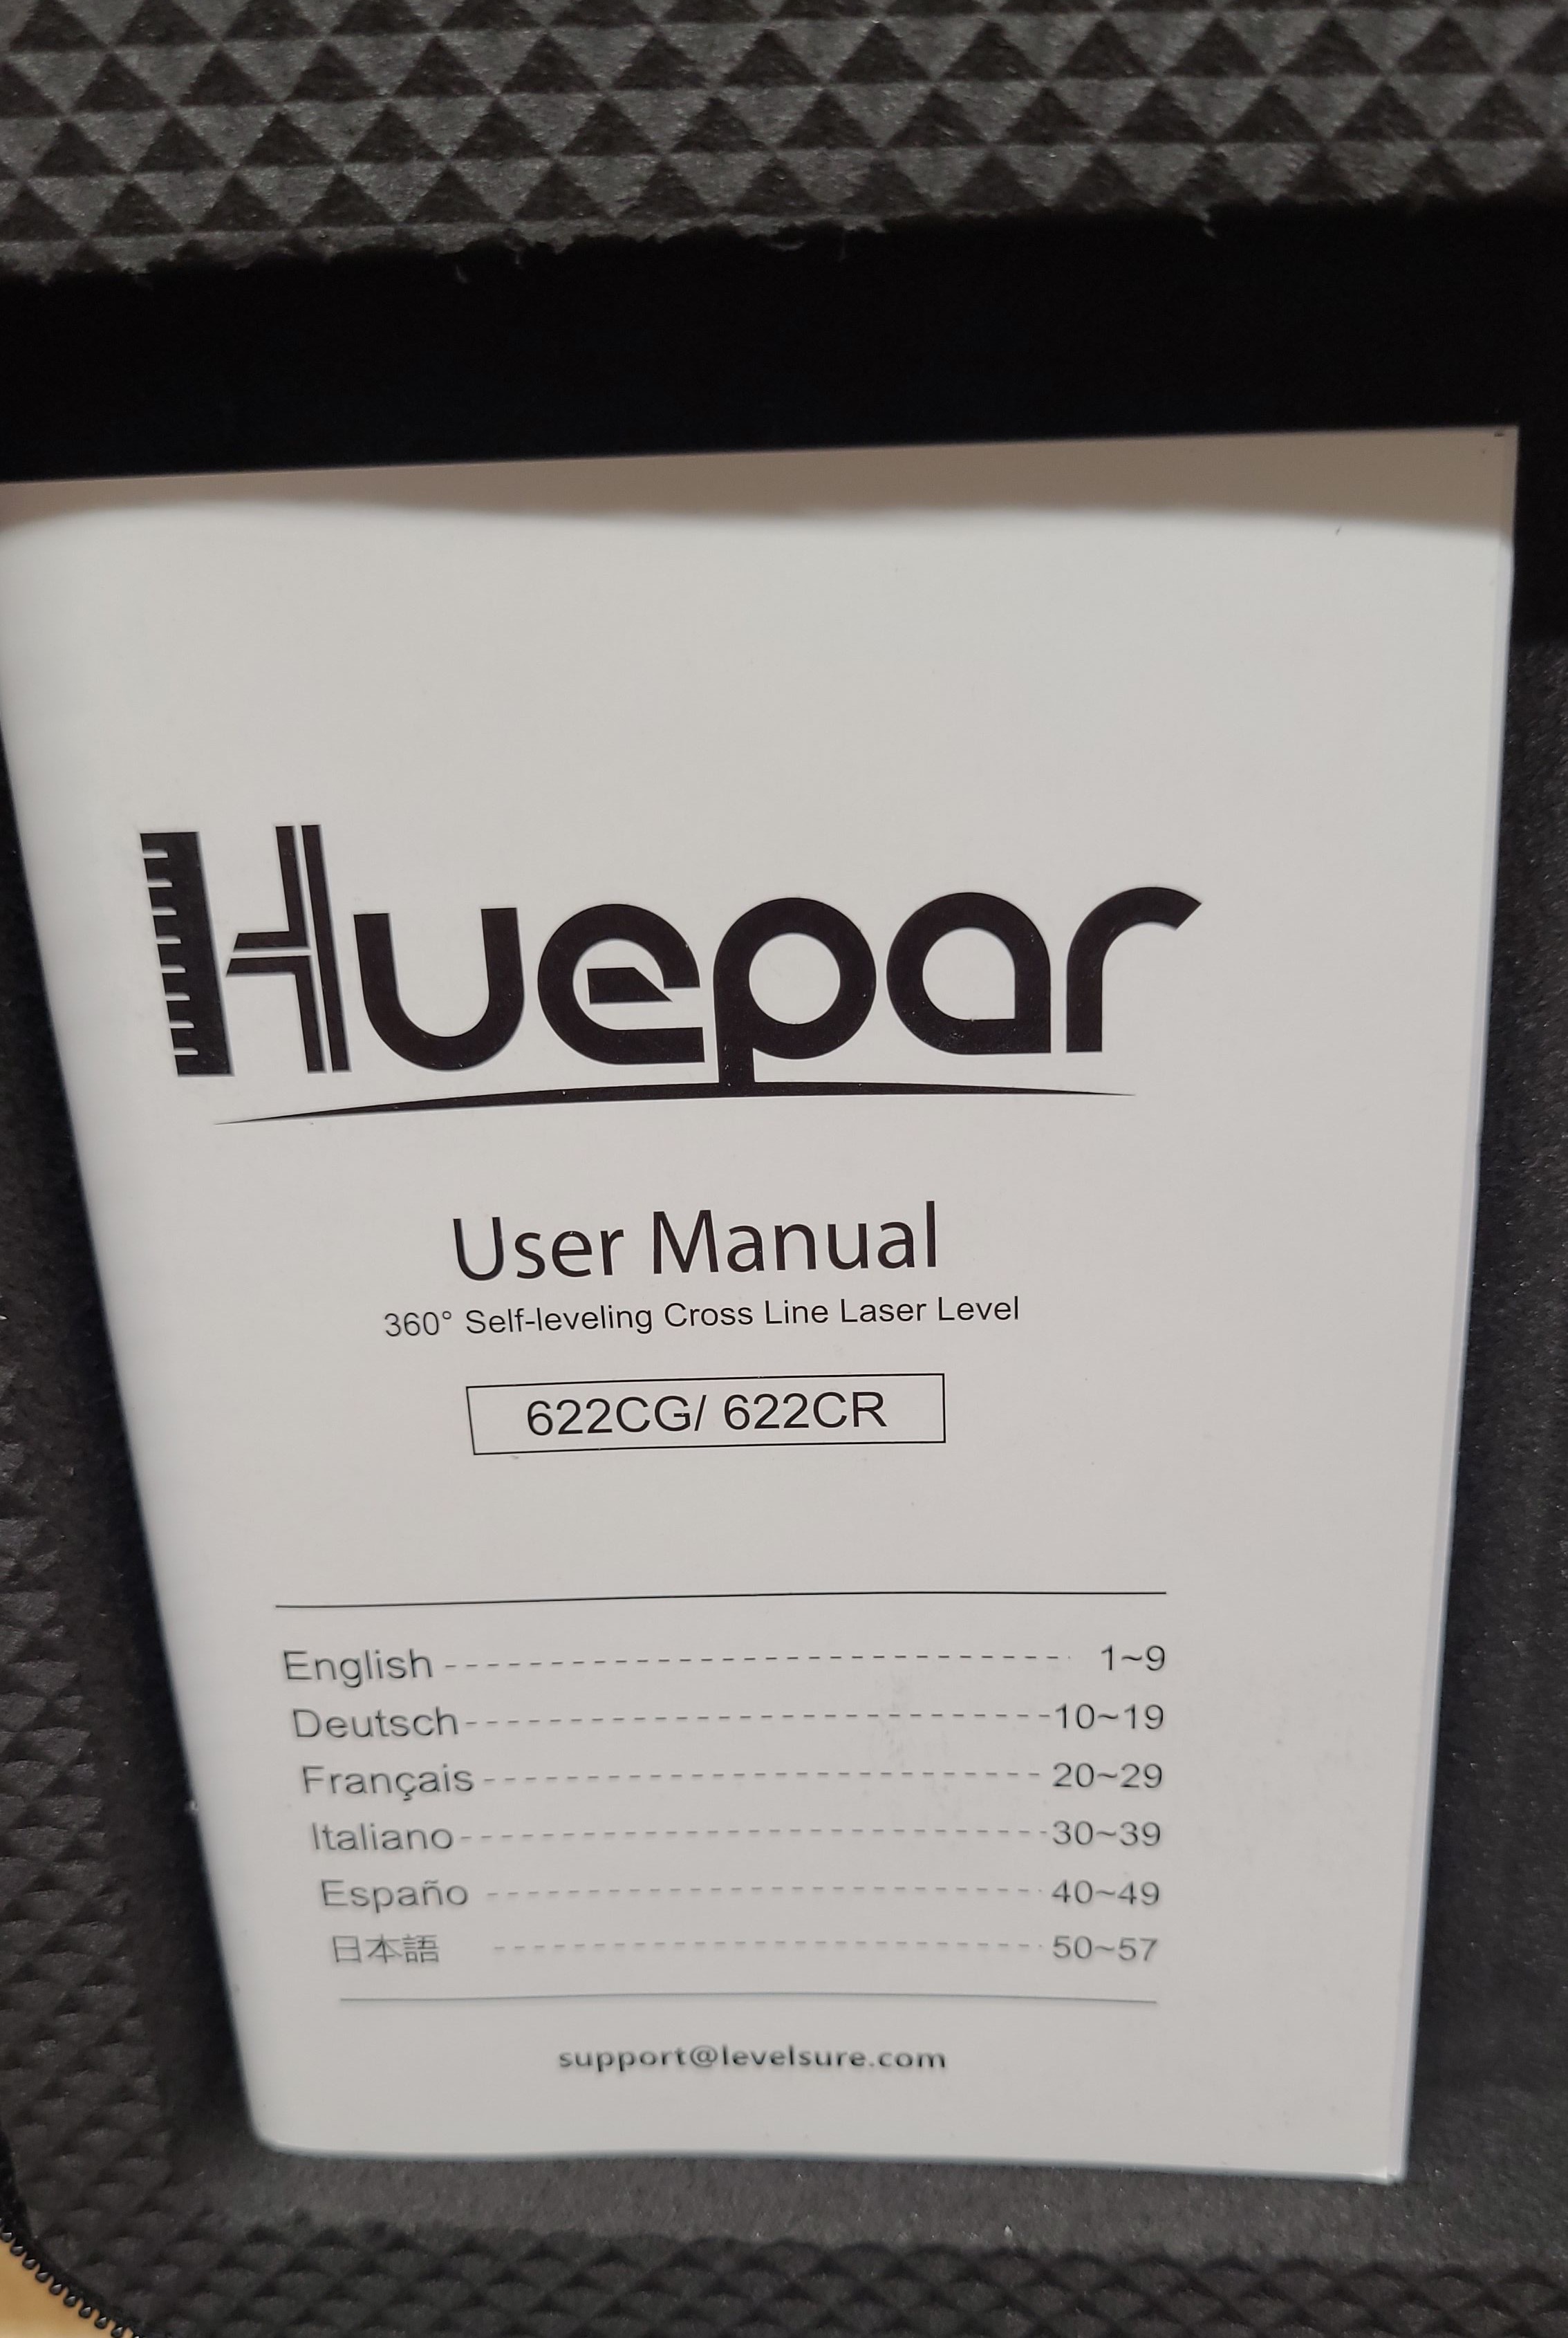 Huepar
User Manual
360° Self-leveling Cross Line Laser Level
622CG/ 622CR
English ------------------------------ 1~9
Deutsch ----------------------------10~19
Français --------------------------- 20~29
Italiano ----------------------------30~39
Españo --------------------------- 40~49
日本語 --------------------------- 50~57
support@levelsure.com